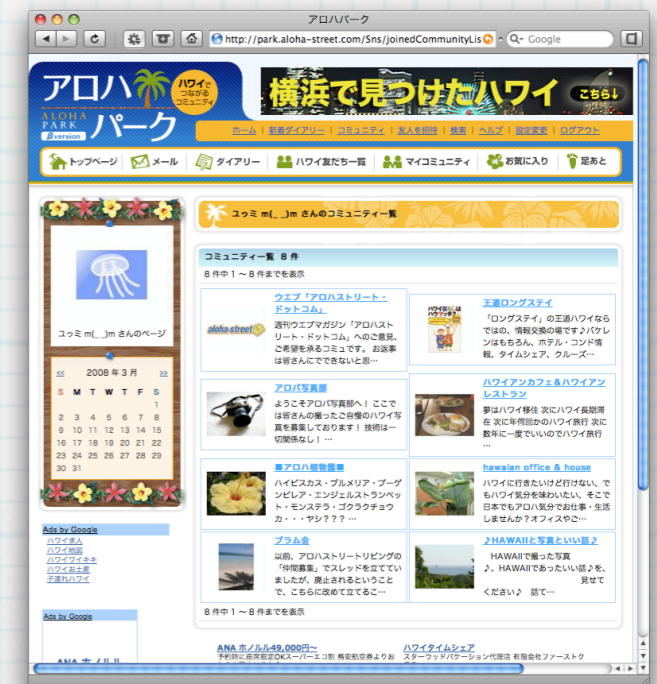 アロハパーク
http://park.aloha-street.com/Sns/joinedCommunityLis
Google
アロハ
パーク
ALOHA
PARK
β version
ハワイで
つながる
コミュニティ
横浜で見つけたハワイ
こちら↓
ホーム | 新着ダイアリー | コミュニティ | 友人を招待 | 検索 | ヘルプ | 設定変更 | ログアウト
トップページ
メール
ダイアリー
ハワイ友だち一覧
マイコミュニティ
お気に入り
足あと
ユゥミ m(_ _)m さんのページ
<< 2008 年 3 月 >>
S M T W T F S
1
2 3 4 5 6 7 8
9 10 11 12 13 14 15
16 17 18 19 20 21 22
23 24 25 26 27 28 29
30 31
Ads by Google
ハワイ求人
ハワイ地図
ハワイワイキキ
ハワイお土産
子連れハワイ
Ads by Google
ユゥミ m(_ _)m さんのコミュニティ一覧
コミュニティ一覧 8 件
8 件中 1 ～ 8 件までを表示
aloha-street
ウエブ「アロハストリート・
ドットコム」
週刊ウエブマガジン「アロハスト
リート・ドットコム」へのご意見、
ご希望を承るコミュです。 お返事
は皆さんにでできないと思…
王道ロングステイ
「ロングステイ」の王道ハワイなら
ではの、情報交換の場です♪バケレ
ンはもちろん、ホテル・コンド情
報、タイムシェア、クルーズ…
アロハ写真部
ようこそアロハ写真部へ！ ここで
は皆さんの撮ったご自慢のハワイ写
真を募集しております！ 技術は一
切関係なし！ …
ハワイアンカフェ＆ハワイアン
レストラン
夢はハワイ移住 次にハワイ長期滞
在 次に年何回かのハワイ旅行 次に
数年に一度でいいのでハワイ旅行
…
■アロハ植物園■
ハイビスカス・プルメリア・ブーゲ
ンビレア・エンジェルストランペッ
ト・モンステラ・ゴクラクチョウ
カ・・・ヤシ？？？ …
hawaian office & house
ハワイに行きたいけど行けない、で
もハワイ気分を味わいたい、そこで
日本でもアロハ気分でお仕事・生活
しませんか？オフィスやご…
プラム会
以前、アロハストリートリビングの
「仲間募集」でスレッドを立ててい
ましたが、廃止されるということ
で、こちらに改めて立てるこ…
♪HAWAIIと写真といい話♪
HAWAIIで撮った写真
♪、HAWAIIであったいい話♪を、
見せて
ください♪ 話て…
8 件中 1 ～ 8 件までを表示
ANA ホノルル49,000円～
予約時に座席指定OKスーパーエコ割 格安航空券よりお
ハワイタイムシェア
スターウッドバケーション代理店 有限会社ファーストク